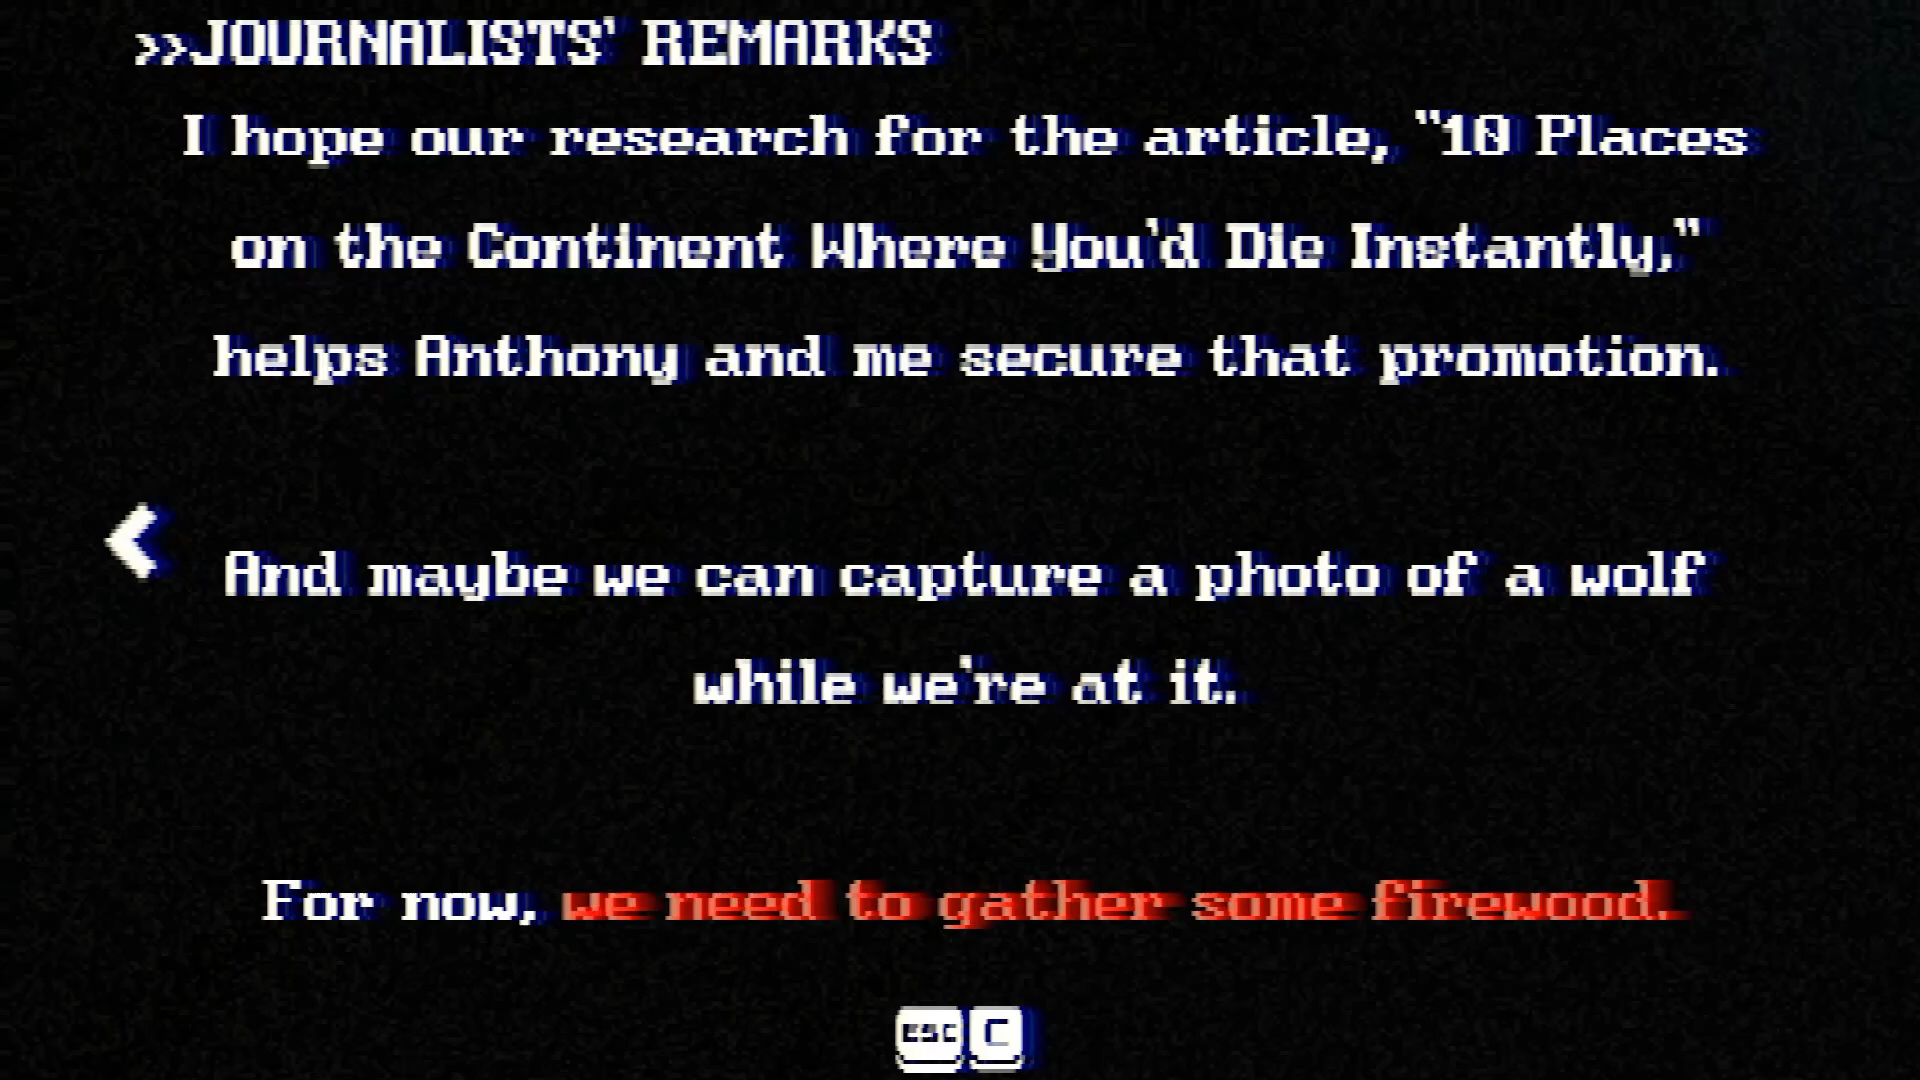 >>JOURNALISTS' REMARKS
I hope our research for the article, "10 Places
on the Continent Where You'd Die Instantly,"
helps Anthony and me secure that promotion.
And maybe we can capture a photo of a wolf
while we're at it.
For now, we need to gather some firewood.
ESC C